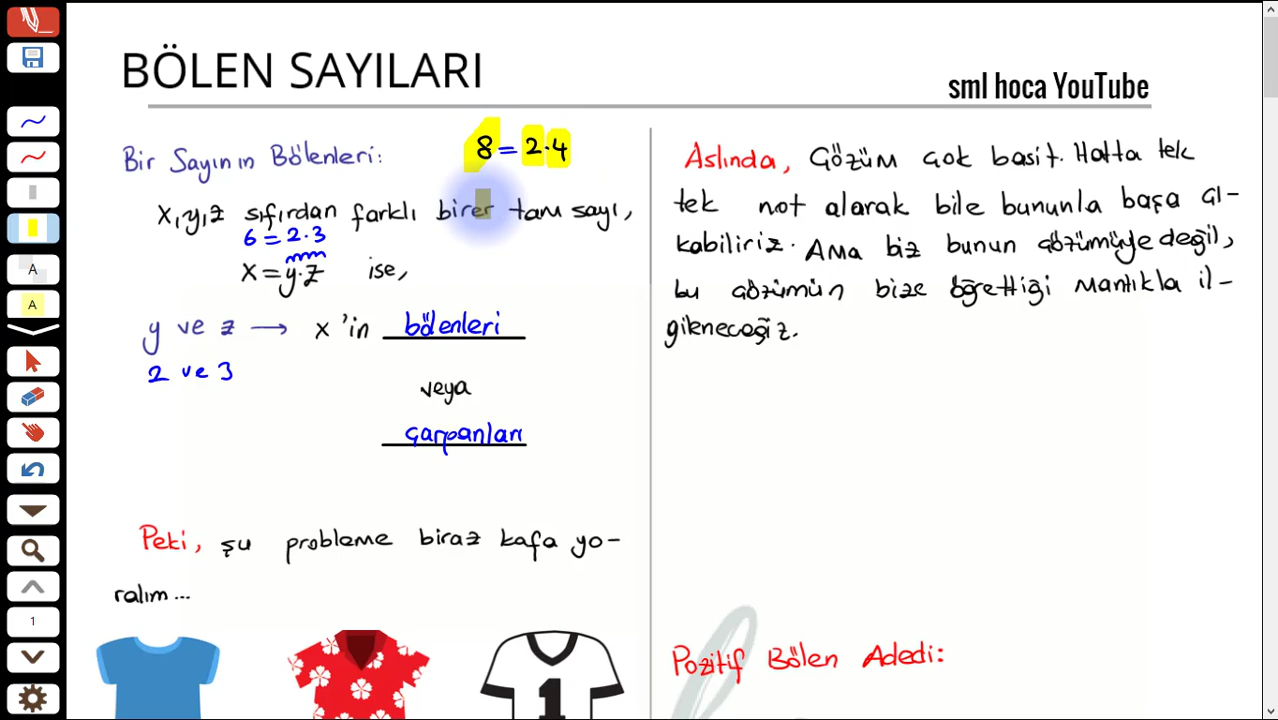 BÖLEN SAYILARI
sml hoca YouTube
Bir Sayının Bölenleri:
8 = 2.4
x,y,z sıfırdan farklı birer tam sayı,
6 = 2.3
x = y.z ise,
y ve z → x'in bölenleri
2 ve 3
veya
çarpanları
Peki, şu probleme biraz kafa yo-
ralım...
1
Aslında, Çözüm çok basit. Hatta tek
tek not alarak bile bununla başa çı-
kabiliriz. Ama biz bunun çözümüyle değil,
bu çözümün bize öğrettiği mantıkla il-
gileneceğiz.
Pozitif Bölen Adedi:
A
A
1